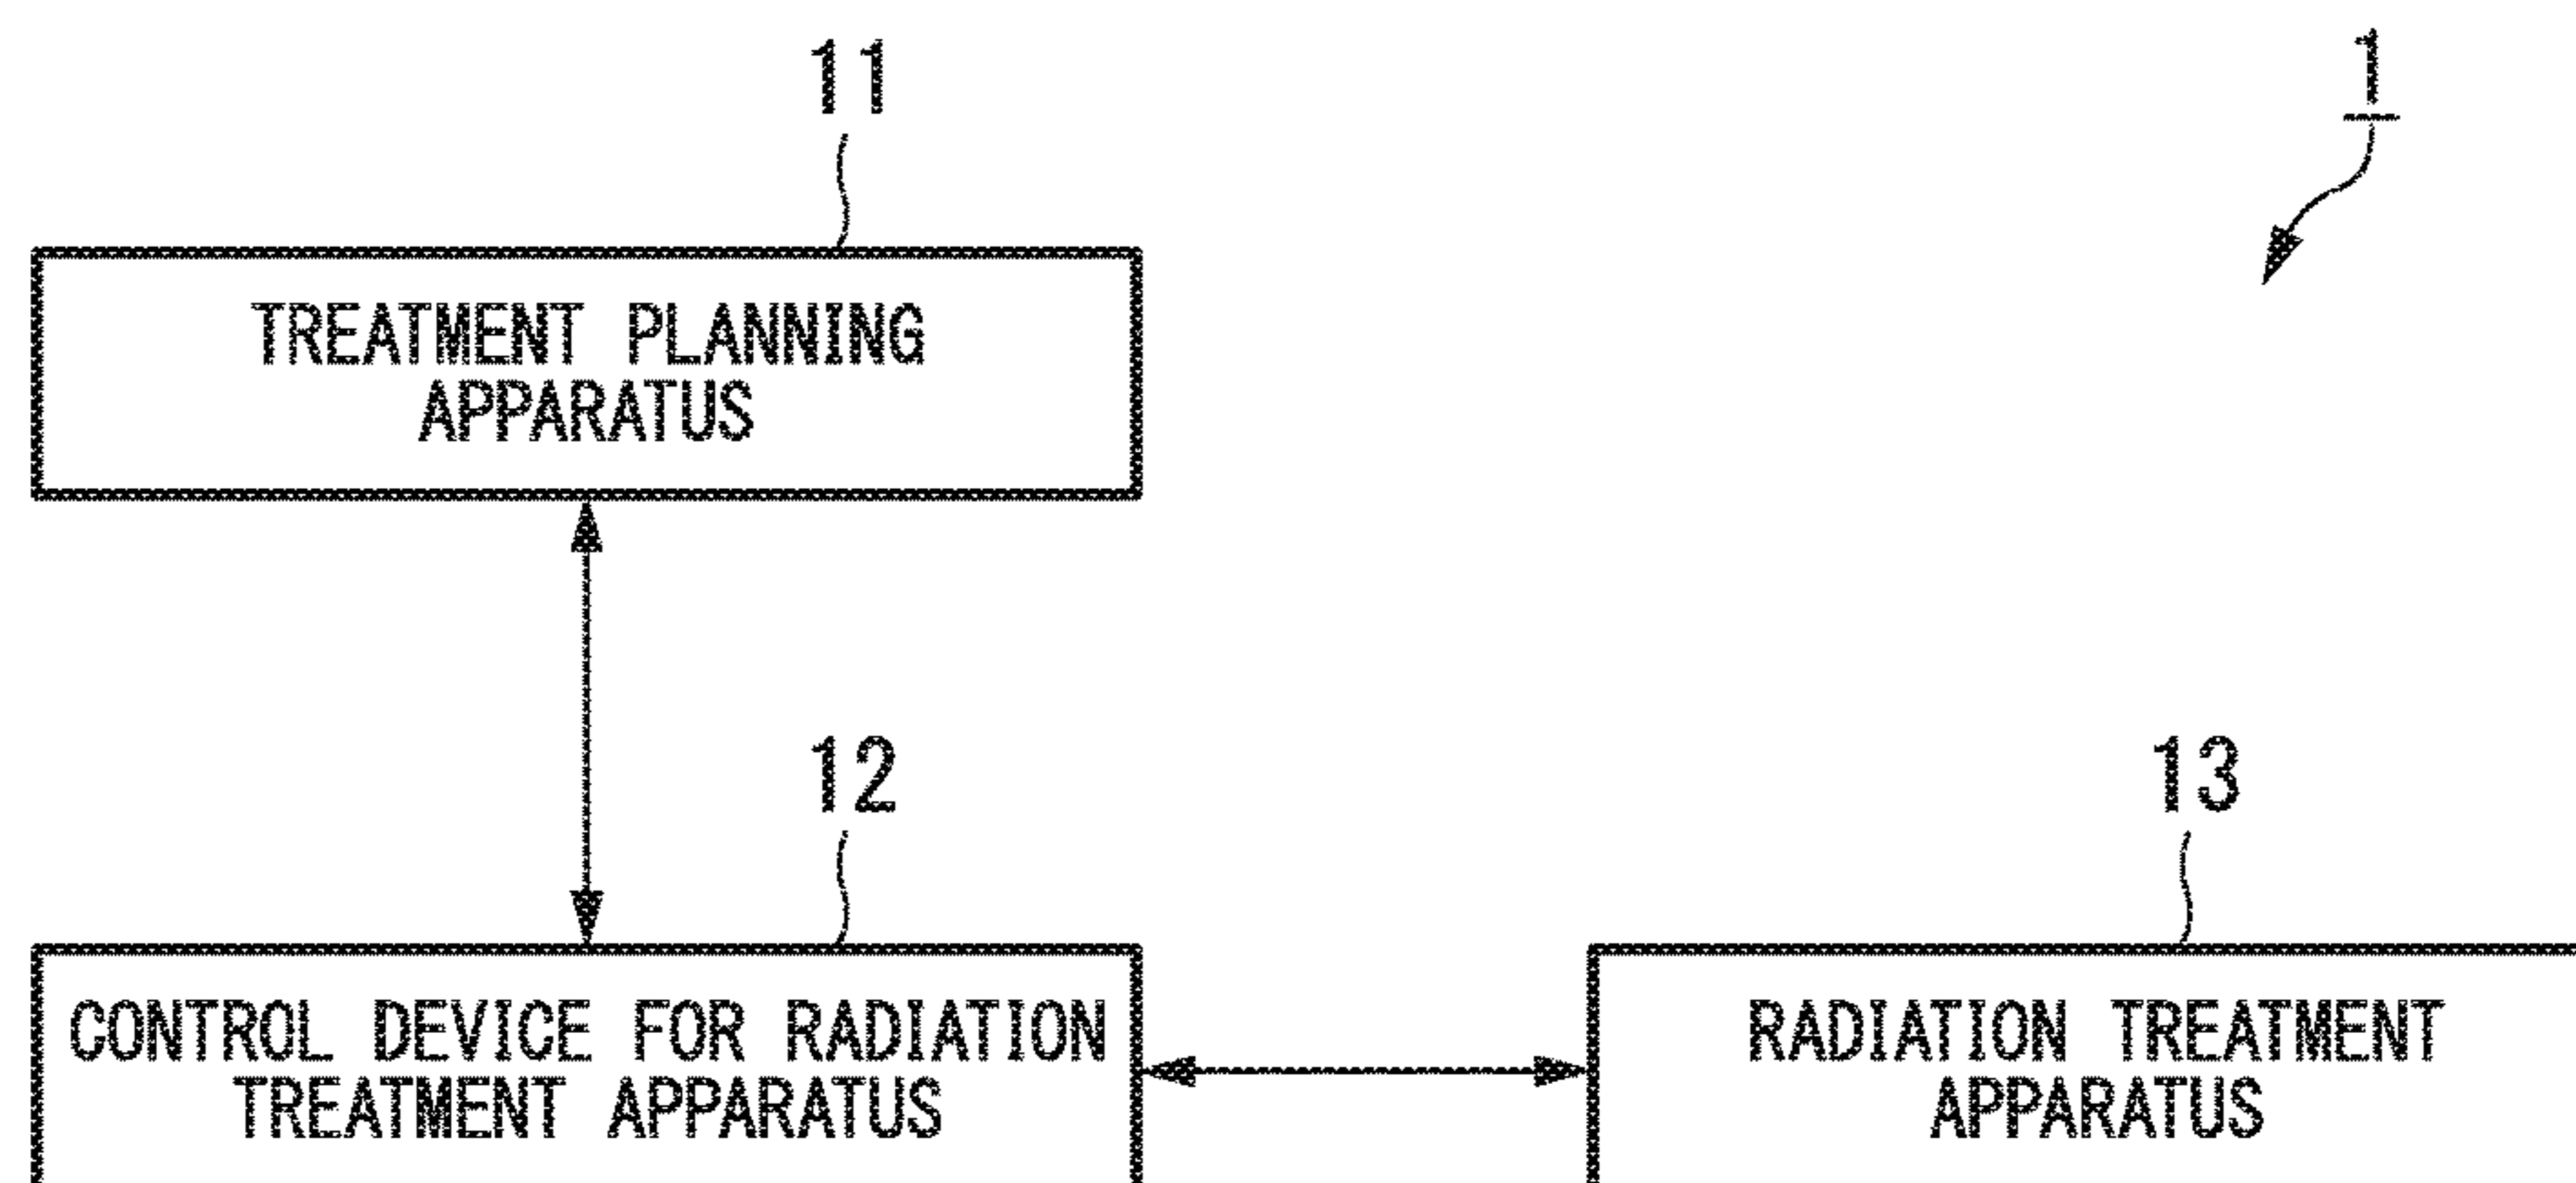 11
1
TREATMENT PLANNING
APPARATUS
12
13
CONTROL DEVICE FOR RADIATION
TREATMENT APPARATUS
RADIATION TREATMENT
APPARATUS